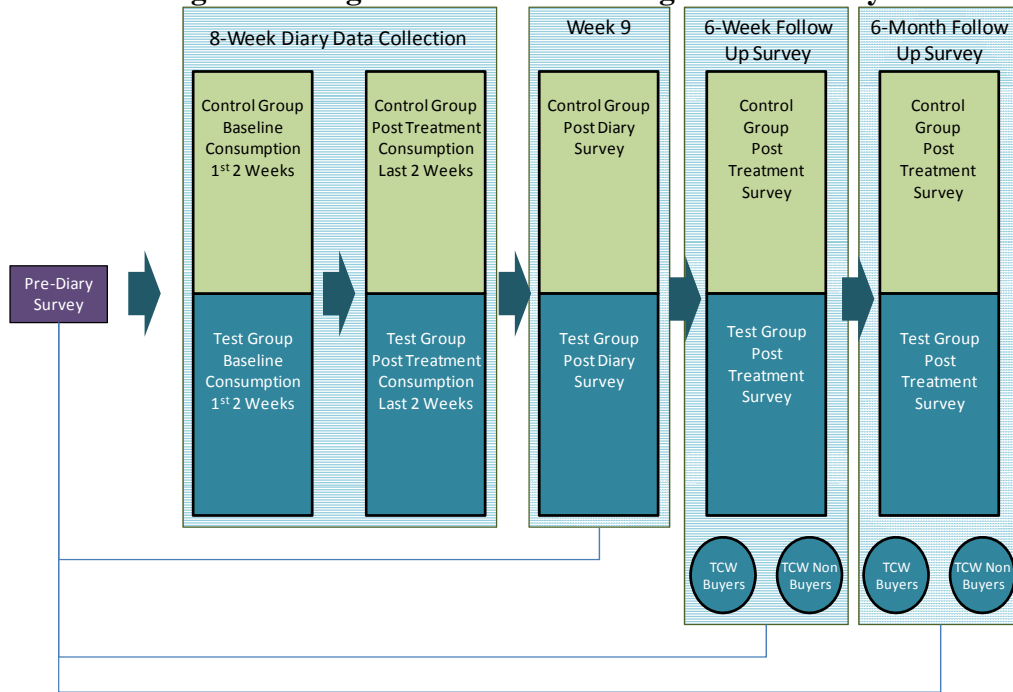 8-Week Diary Data Collection
Week 9
6-Week Follow
Up Survey
6-Month Follow
Up Survey
Control Group
Baseline
Consumption
1st 2 Weeks
Control Group
Post Treatment
Consumption
Last 2 Weeks
Control Group
Post Diary
Survey
Control
Group
Post
Treatment
Survey
Control
Group
Post
Treatment
Survey
Pre-Diary
Survey
Test Group
Baseline
Consumption
1st 2 Weeks
Test Group
Post Treatment
Consumption
Last 2 Weeks
Test Group
Post Diary
Survey
Test Group
Post
Treatment
Survey
Test Group
Post
Treatment
Survey
TCW
Buyers
TCW Non
Buyers
TCW
Buyers
TCW Non
Buyers